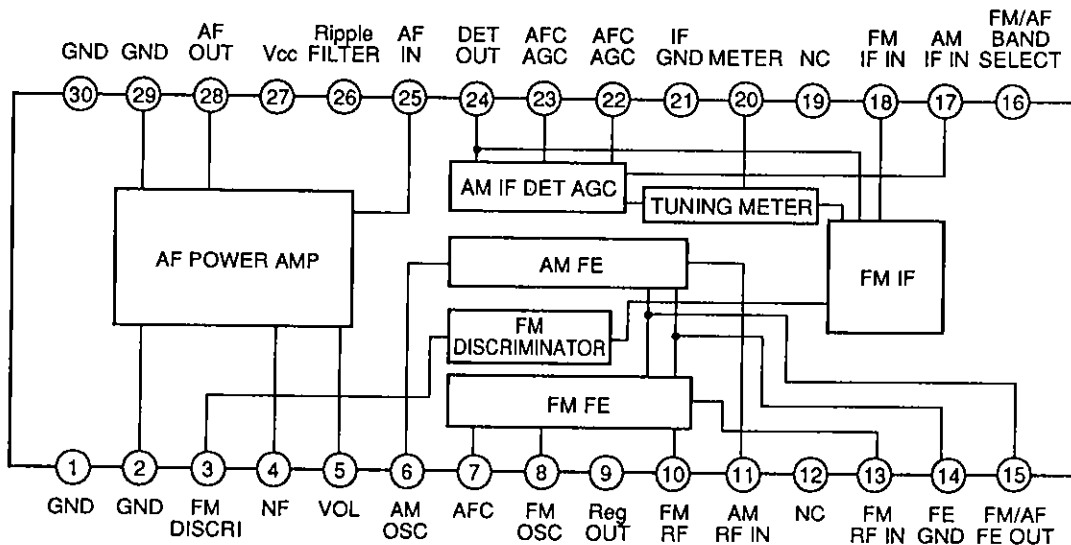 GND
GND
AF
OUT
Vcc
Ripple
FILTER
AF
IN
DET
OUT
AFC
AGC
AFC
AGC
IF
GND
METER
NC
FM
IF IN
AM
IF IN
FM/AF
BAND
SELECT
30
29
28
27
26
25
24
23
22
21
20
19
18
17
16
AM IF DET AGC
TUNING METER
AF POWER AMP
AM FE
FM IF
FM
DISCRIMINATOR
FM FE
1
2
3
4
5
6
7
8
9
10
11
12
13
14
15
GND
GND
FM
DISCRI
NF
VOL
AM
OSC
AFC
FM
OSC
Reg
OUT
FM
RF
AM
RF IN
NC
FM
RF IN
FE
GND
FM/AF
FE OUT